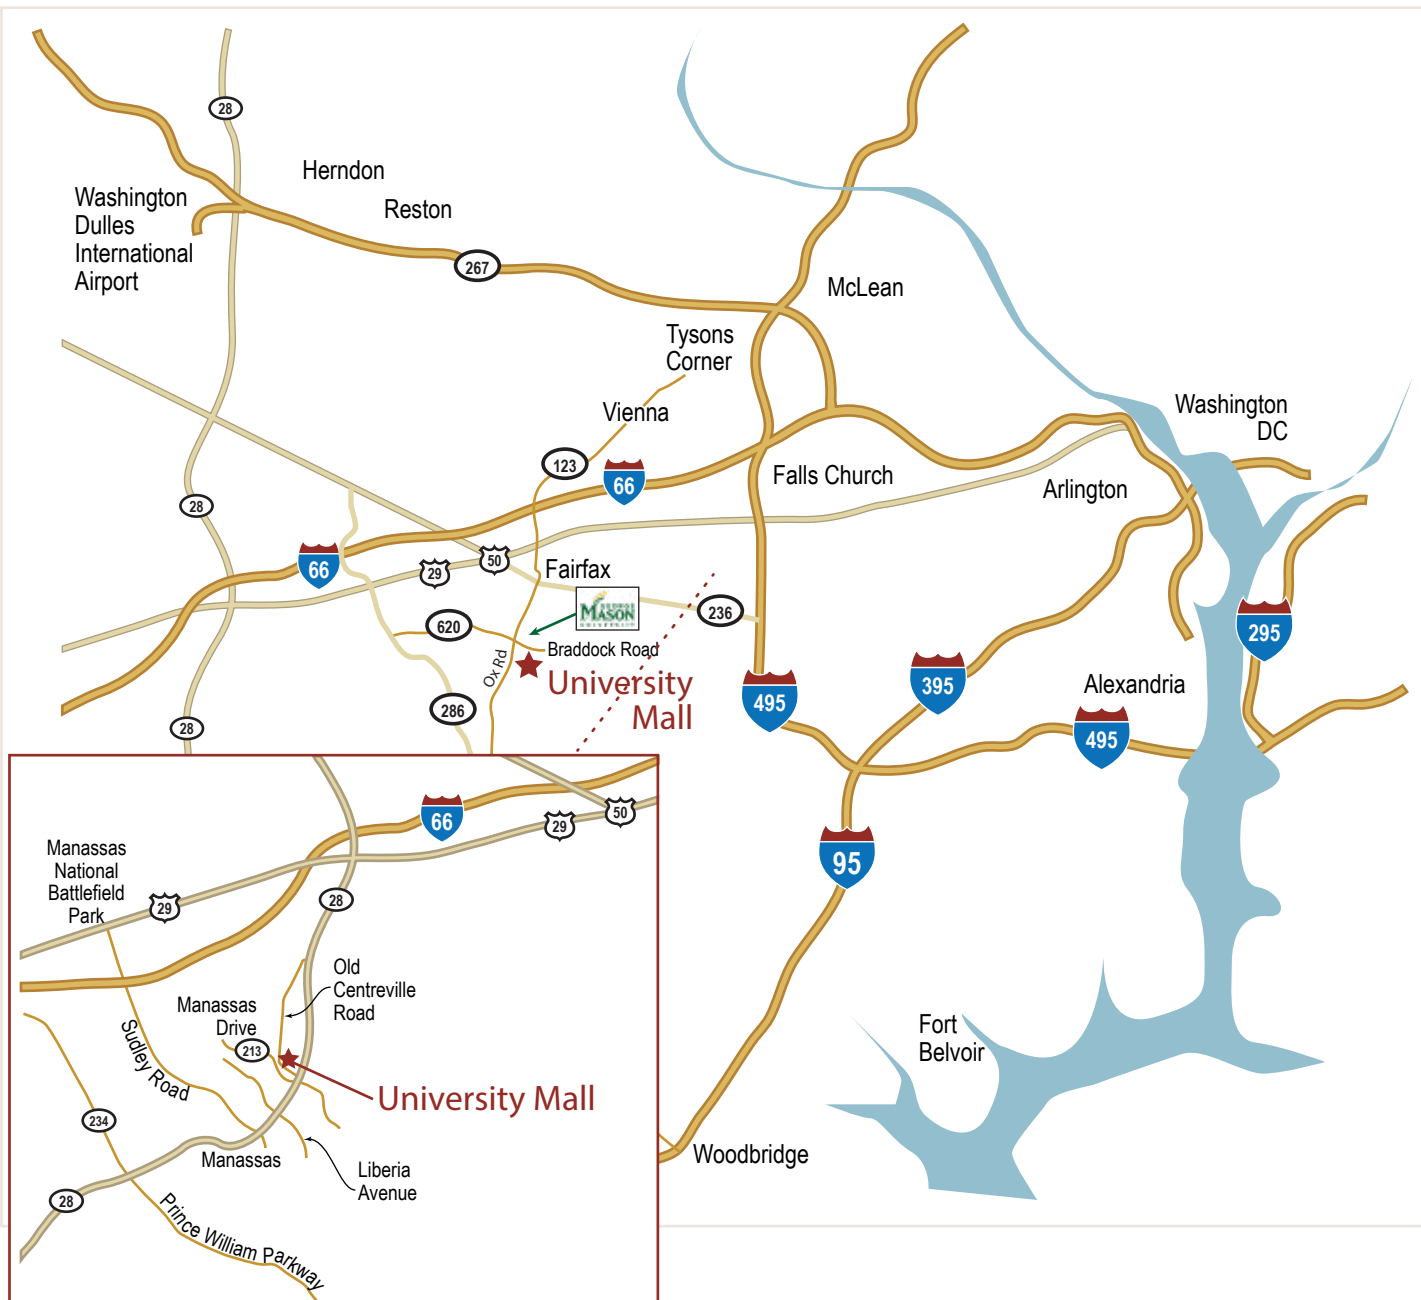 28
Herndon
Washington
Dulles
International
Airport
Reston
267
McLean
Tysons
Corner
Vienna
Washington
DC
123
66
Falls Church
Arlington
28
50
66
29
Fairfax
GEORGE
MASON
UNIVERSITY
236
620
Braddock Road
295
Ox Rd
University
Mall
395
Alexandria
495
286
28
495
66
50
29
95
Manassas
National
Battlefield
Park
29
28
Old
Centreville
Road
Manassas
Drive
213
Sudley Road
Fort
Belvoir
University Mall
234
Manassas
Woodbridge
Liberia
Avenue
28
Prince William Parkway